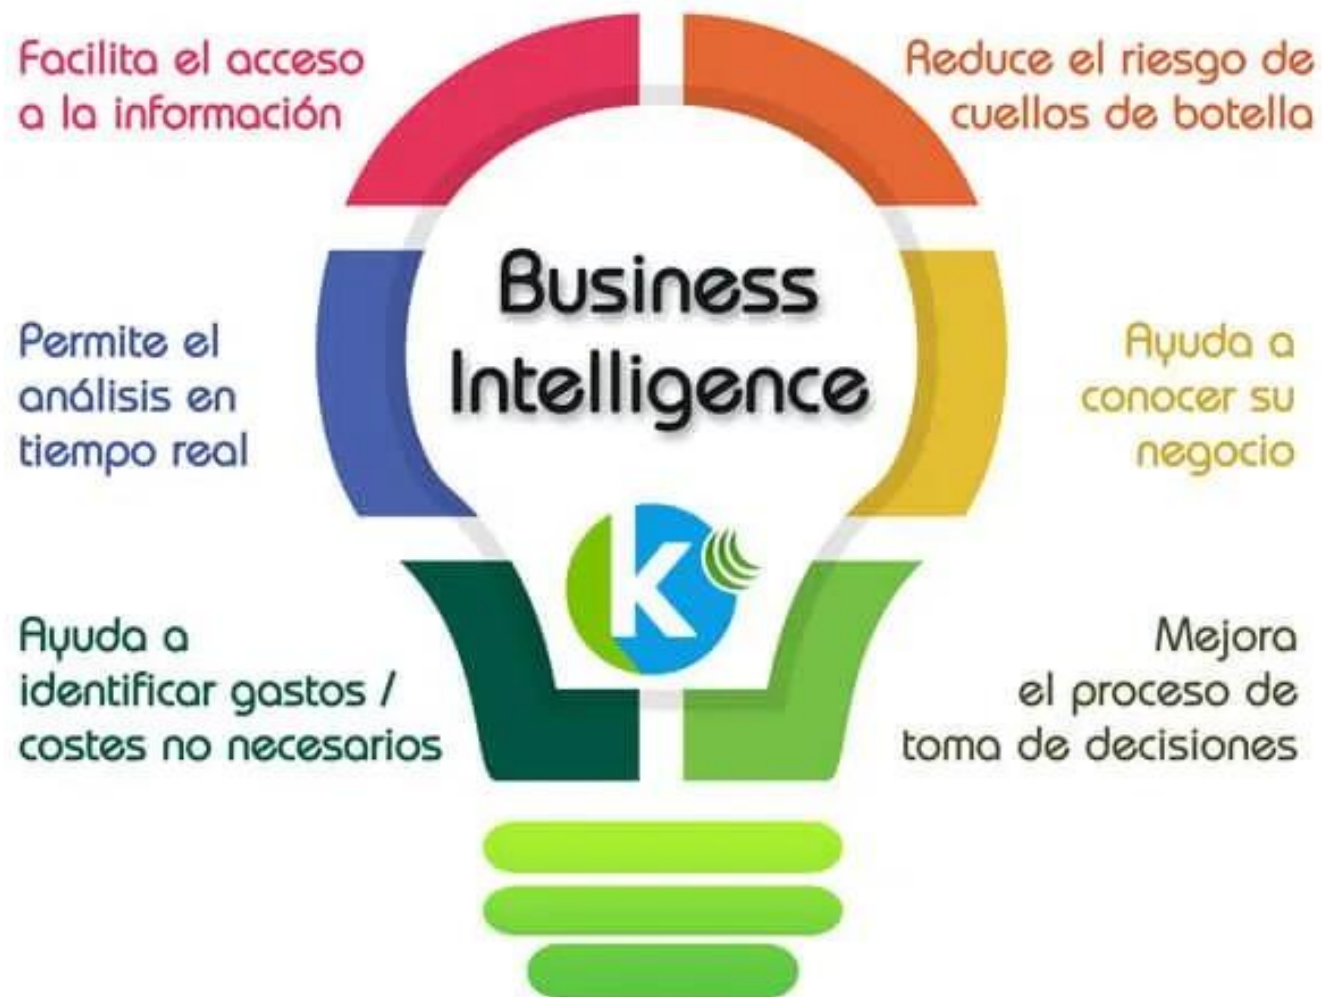 Facilita el acceso
a la información
Reduce el riesgo de
cuellos de botella
Business
Intelligence
Permite el
análisis en
tiempo real
Ayuda a
conocer su
negocio
k
Ayuda a
identificar gastos /
costes no necesarios
Mejora
el proceso de
toma de decisiones